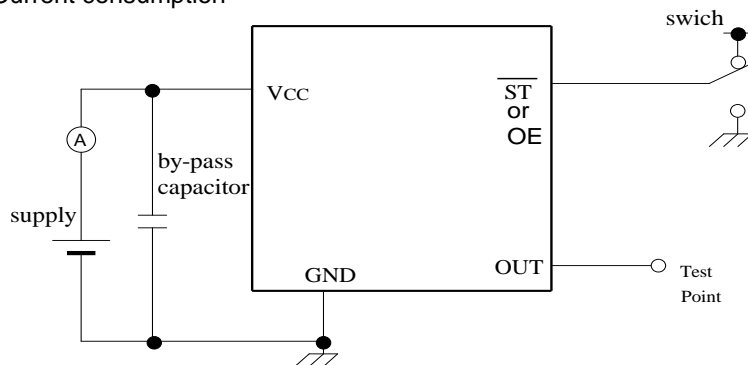 Current consumption
swich
VCC
ST
or
OE
A
by-pass
capacitor
supply
GND
OUT
Test
Point